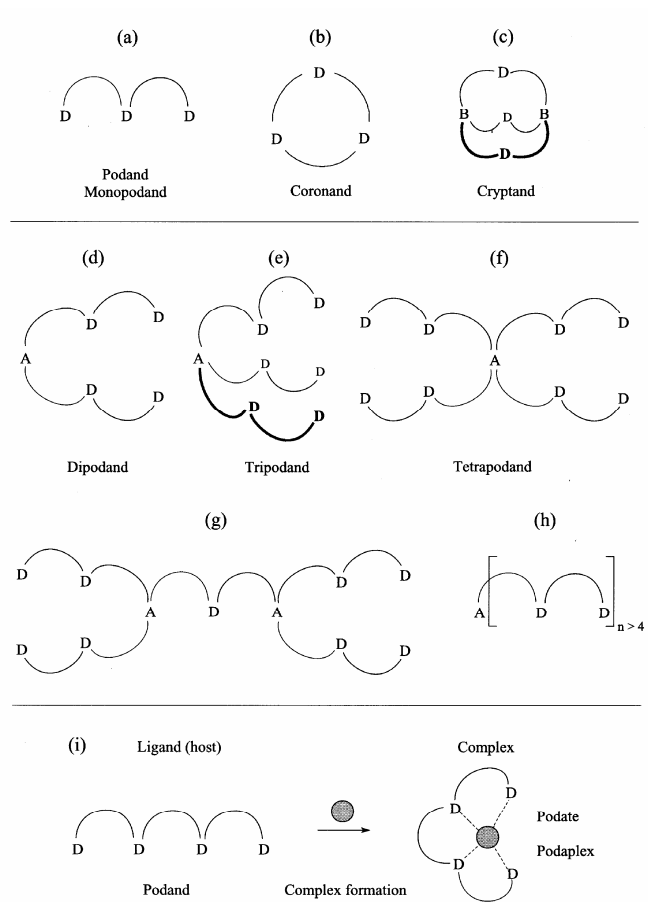 (a) (b) (c)
D D D
D
D D
D
B D B
D
Podand
Monopodand
Coronand
Cryptand
(d) (e) (f)
D D
A
D D
D D
A
D D
D D
D D D D
A
D D D D
Dipodand
Tripodand
Tetrapodand
(g) (h)
D D D D
A D A
D D D D
A D D
n > 4
(i)
Ligand (host)
Complex
D D D D
D
D
D
D
Podate
Podaplex
Podand
Complex formation